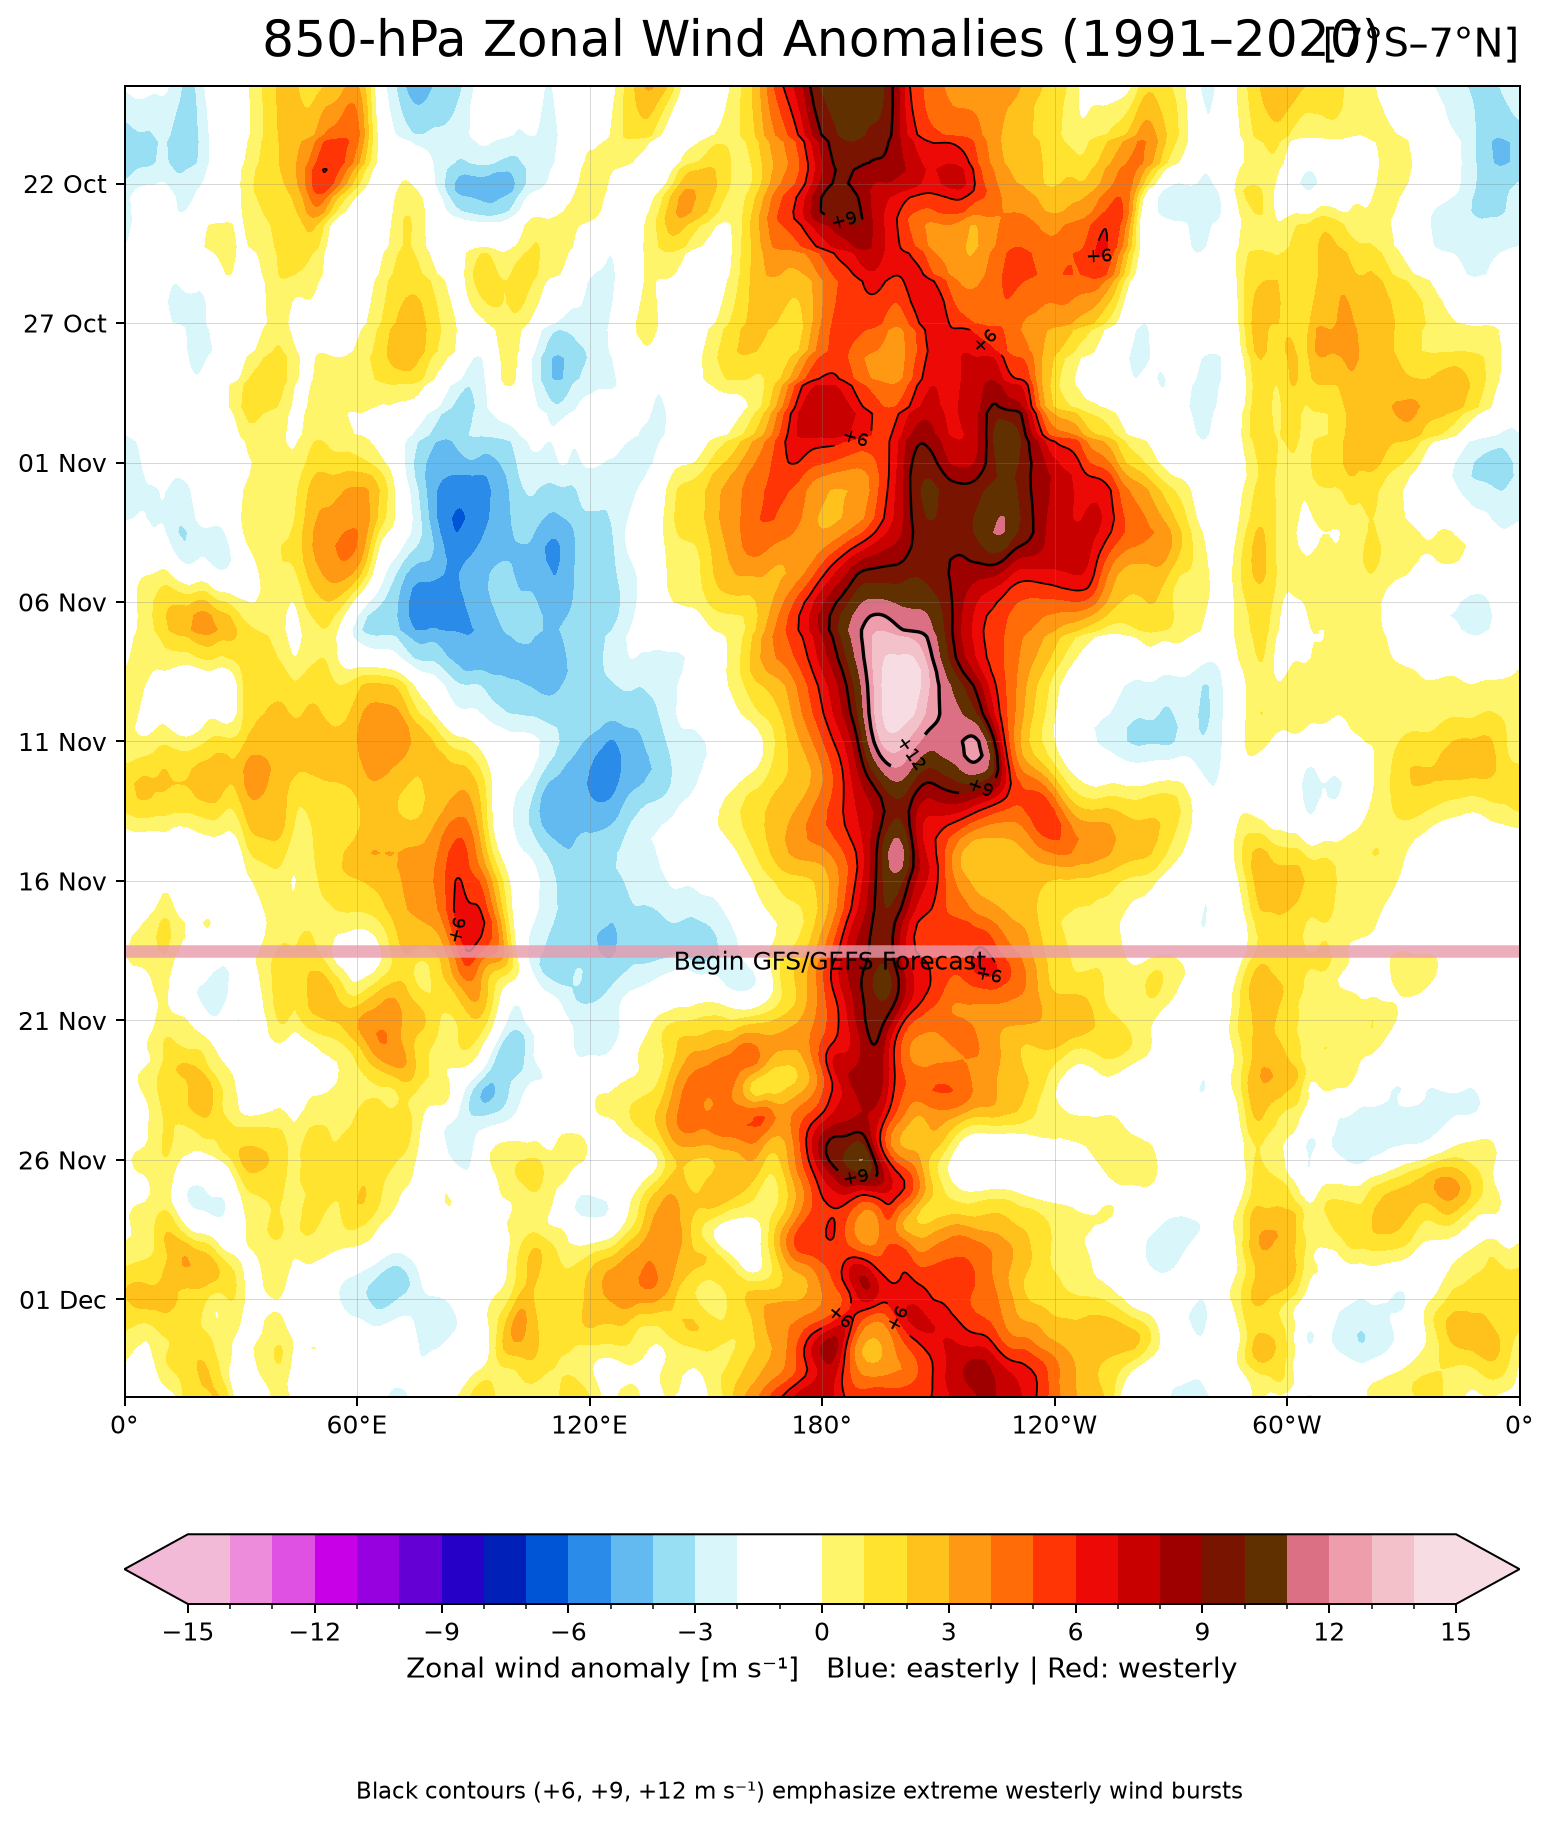 850-hPa Zonal Wind Anomalies (1991–2020)
[7°S–7°N]
22 Oct
+9
+6
27 Oct
+6
+6
01 Nov
06 Nov
11 Nov
+12
+9
16 Nov
+6
Begin GFS/GEFS Forecast
+6
21 Nov
26 Nov
+9
01 Dec
+6
+6
0° 60°E 120°E 180° 120°W 60°W 0°
−15 −12 −9 −6 −3 0 3 6 9 12 15
Zonal wind anomaly [m s⁻¹]   Blue: easterly | Red: westerly
Black contours (+6, +9, +12 m s⁻¹) emphasize extreme westerly wind bursts